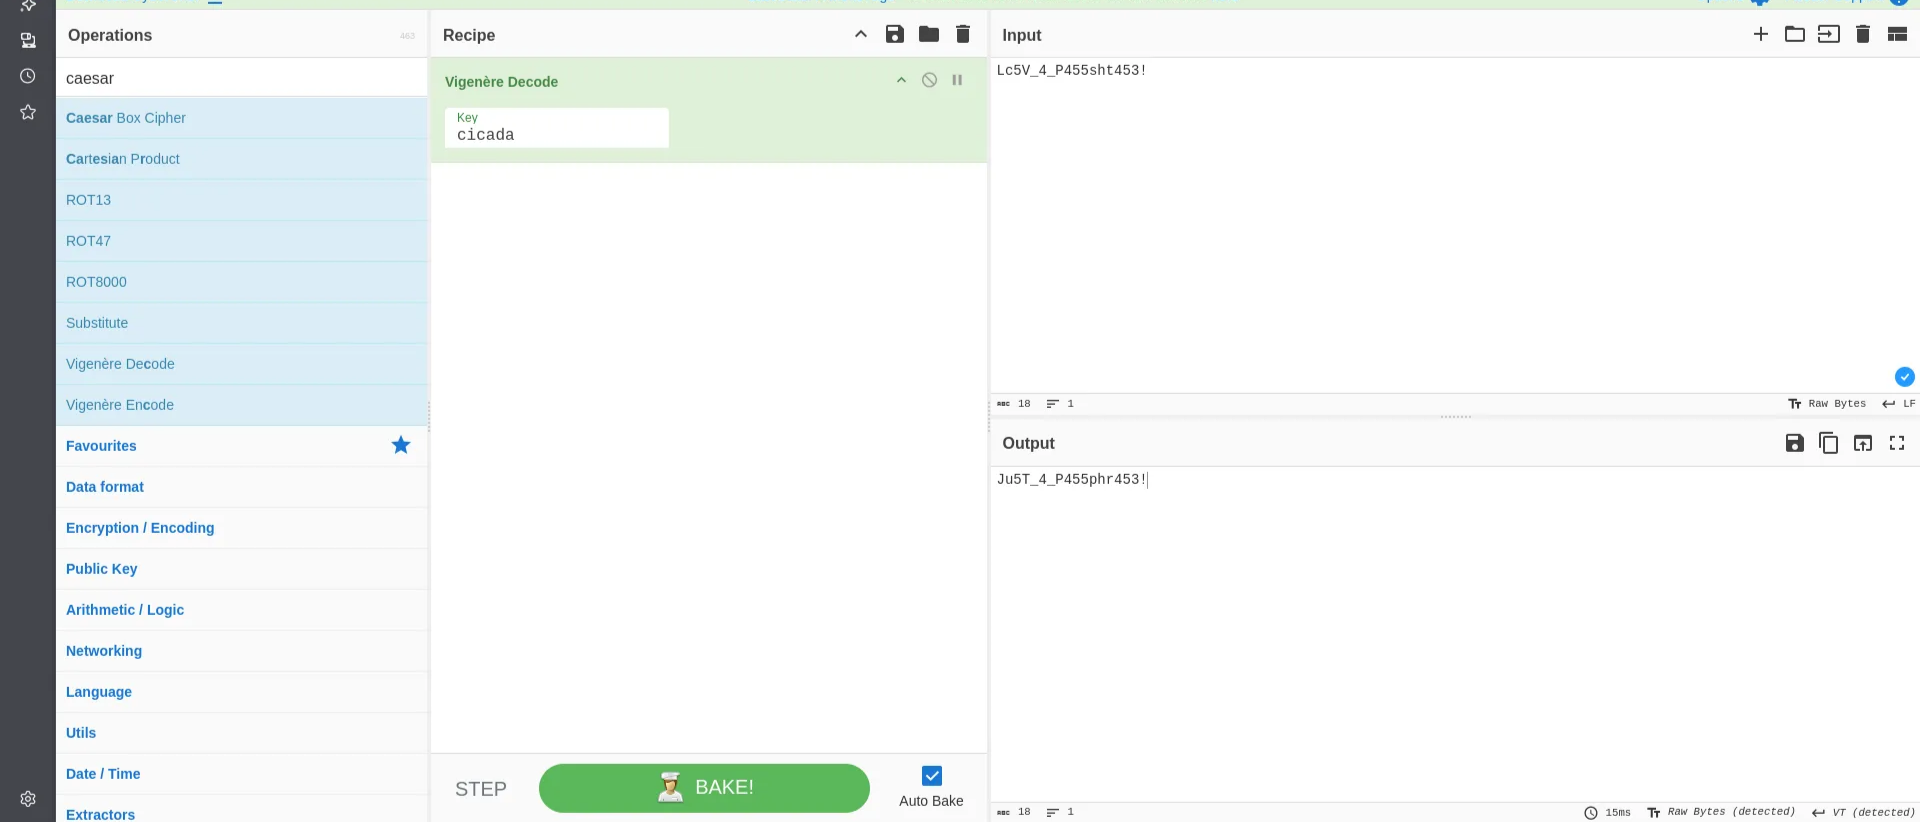 Operations
463
caesar
Caesar Box Cipher
Cartesian Product
ROT13
ROT47
ROT8000
Substitute
Vigenère Decode
Vigenère Encode
Favourites
Data format
Encryption / Encoding
Public Key
Arithmetic / Logic
Networking
Language
Utils
Date / Time
Extractors
Recipe
Vigenère Decode
Key
cicada
STEP
BAKE!
Auto Bake
Input
Lc5V_4_P455sht453!
ABC 18 1
Raw Bytes LF
Output
Ju5T_4_P455phr453!
ABC 18 1
15ms Raw Bytes (detected) VT (detected)